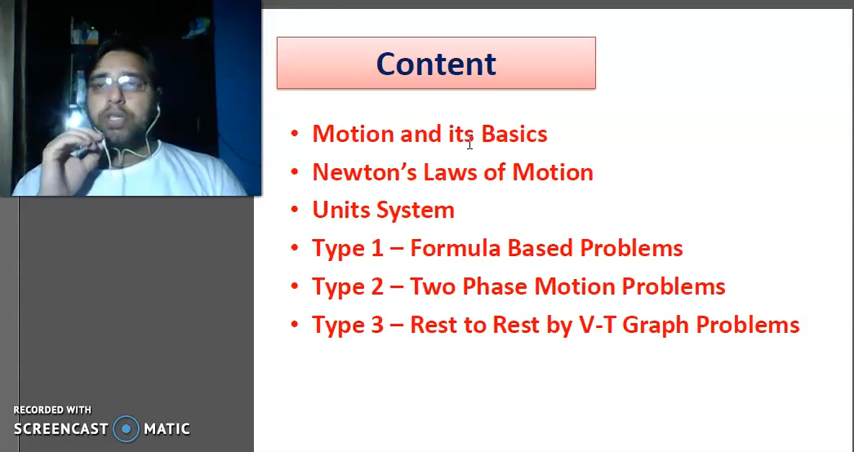 Content
• Motion and its Basics
• Newton's Laws of Motion
• Units System
• Type 1 – Formula Based Problems
• Type 2 – Two Phase Motion Problems
• Type 3 – Rest to Rest by V-T Graph Problems
RECORDED WITH
SCREENCAST MATIC